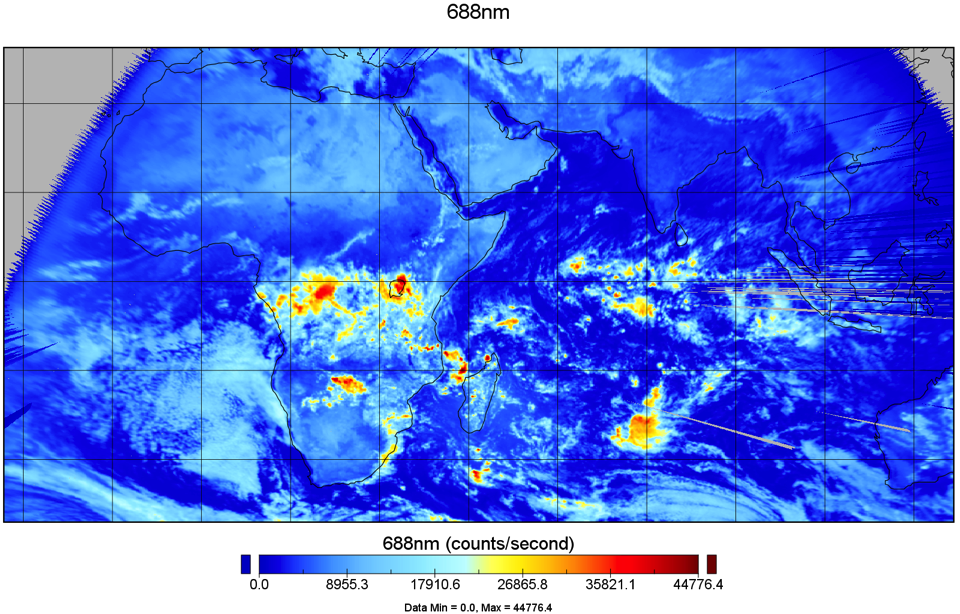 688nm
688nm (counts/second)
0.0 8955.3 17910.6 26865.8 35821.1 44776.4
Data Min = 0.0, Max = 44776.4